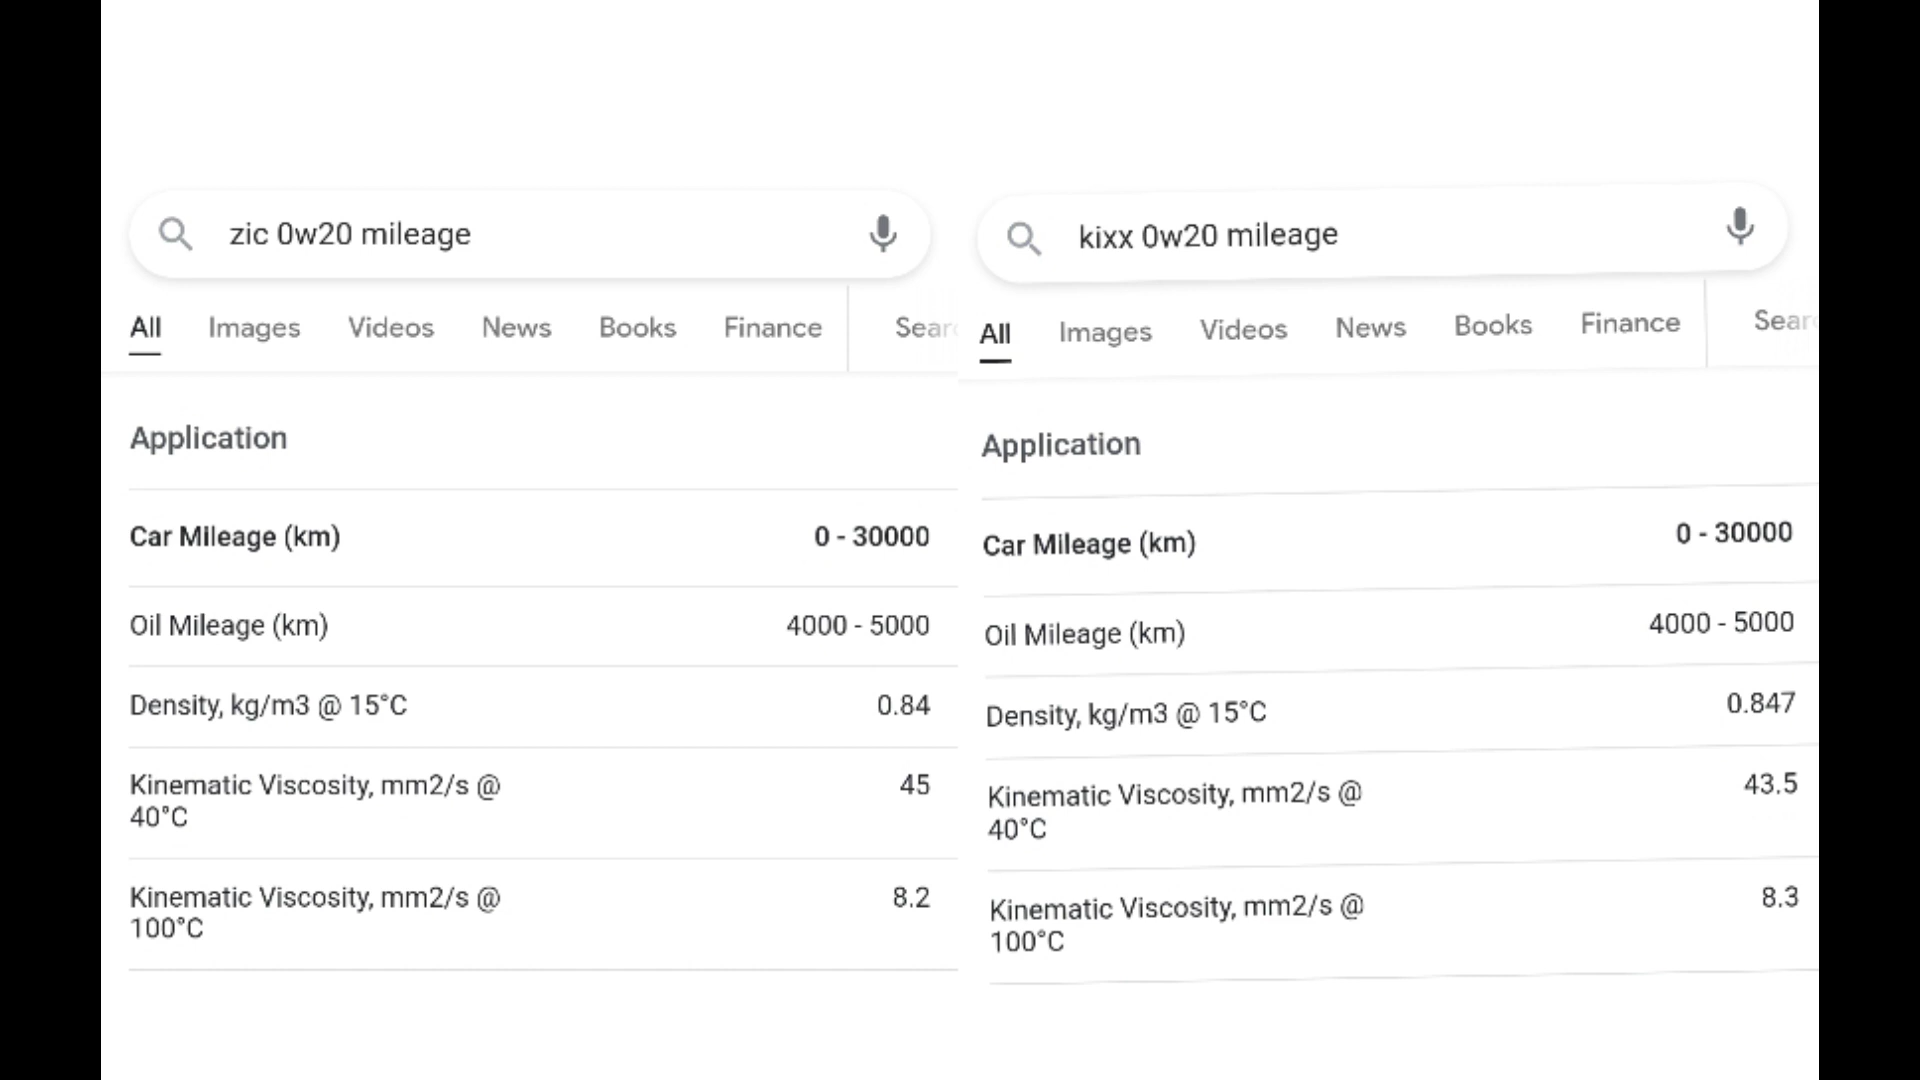 zic 0w20 mileage
All Images Videos News Books Finance Sear
Application
Car Mileage (km) 0 - 30000
Oil Mileage (km) 4000 - 5000
Density, kg/m3 @ 15°C 0.84
Kinematic Viscosity, mm2/s @ 45
40°C
Kinematic Viscosity, mm2/s @ 8.2
100°C
kixx 0w20 mileage
All Images Videos News Books Finance Sear
Application
Car Mileage (km) 0 - 30000
Oil Mileage (km) 4000 - 5000
Density, kg/m3 @ 15°C 0.847
Kinematic Viscosity, mm2/s @ 43.5
40°C
Kinematic Viscosity, mm2/s @ 8.3
100°C